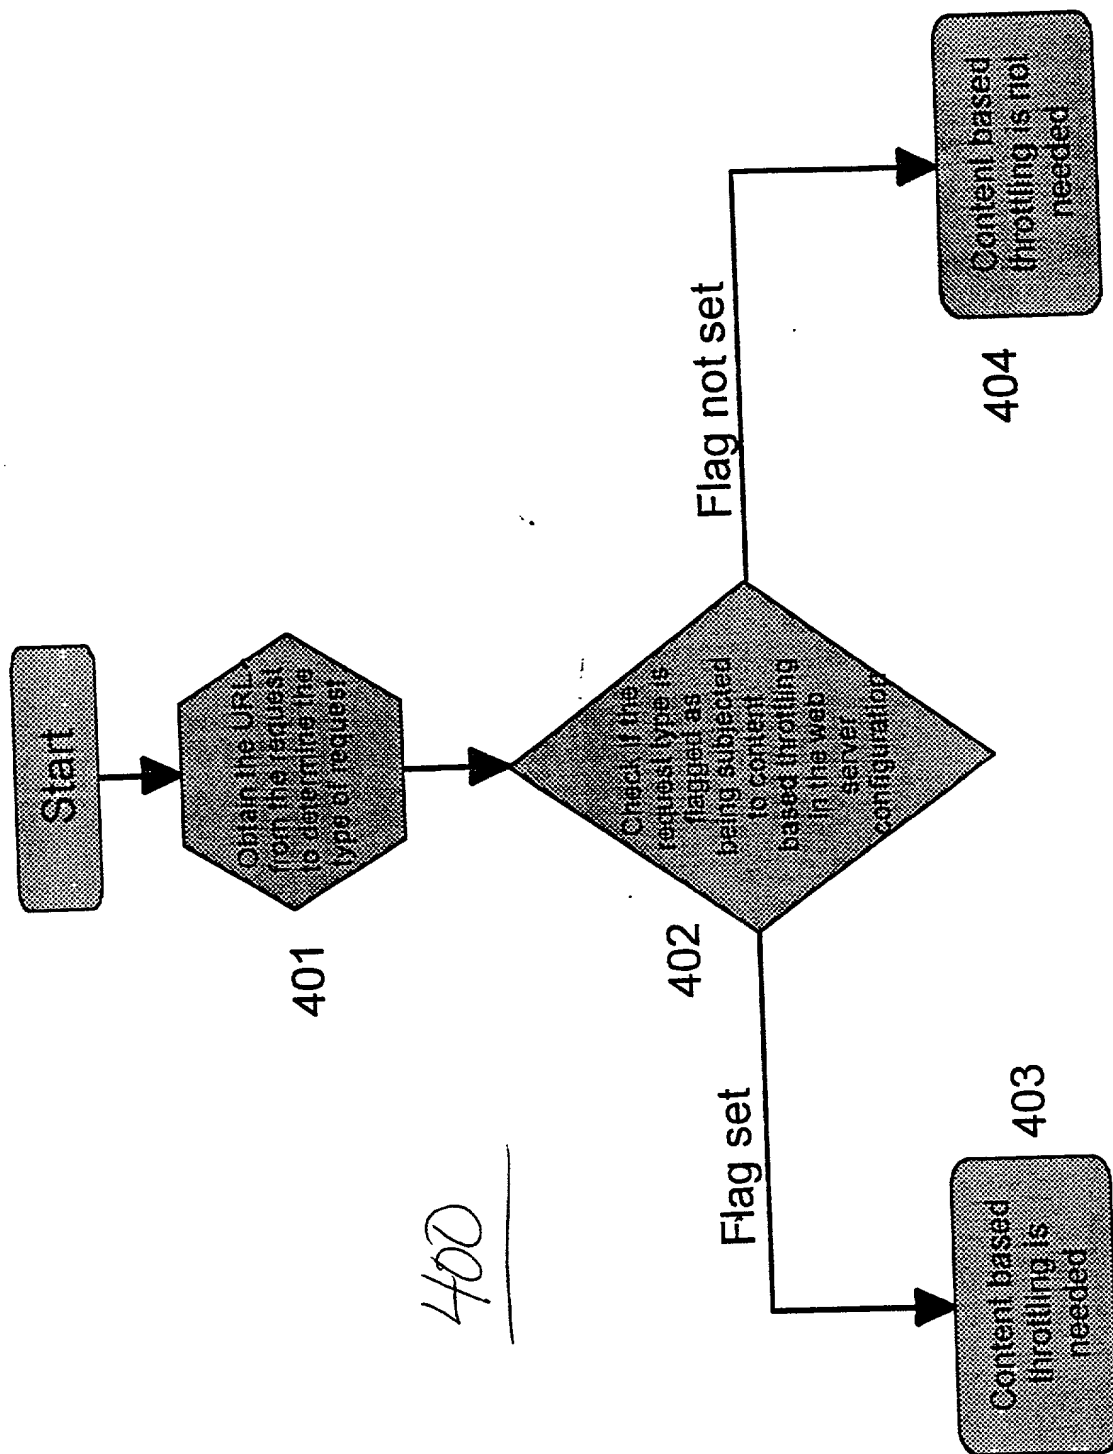 Start
Obtain the URL
from the request
to determine the
type of request
401
Check if the
request type is
flagged as
being subjected
to content
based throttling
in the web
server
configuration
402
Flag set
Flag not set
Content based
throttling is
needed
403
Content based
throttling is not
needed
404
400